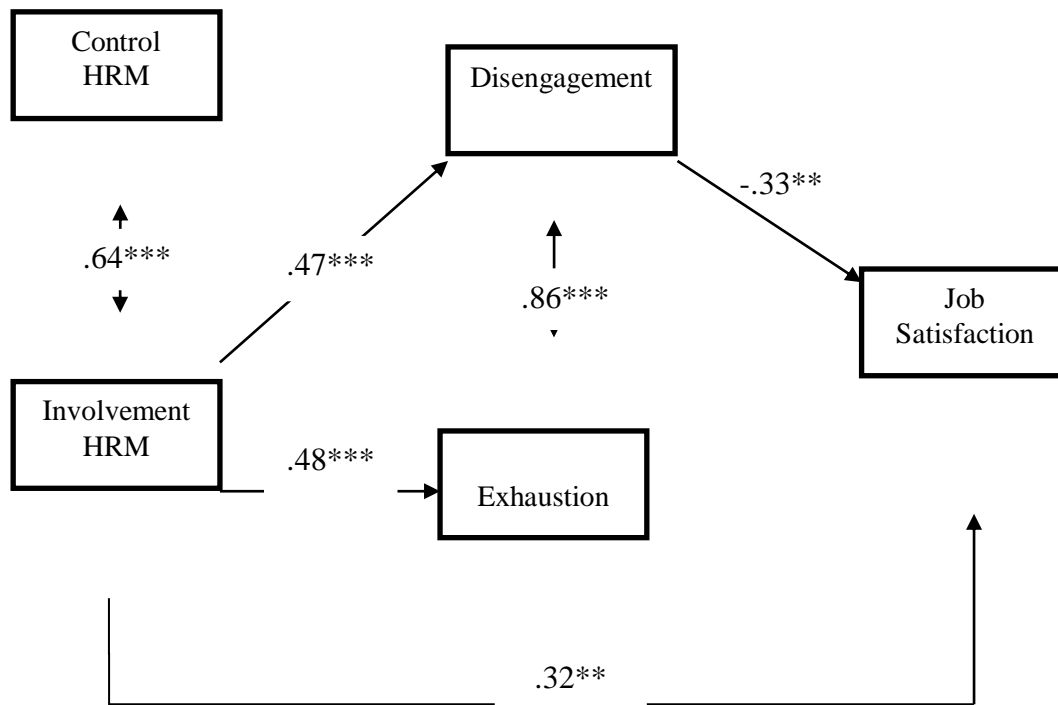 Control
HRM
Disengagement
-.33**
.64***
.47***
.86***
Job
Satisfaction
Involvement
HRM
.48***
Exhaustion
.32**